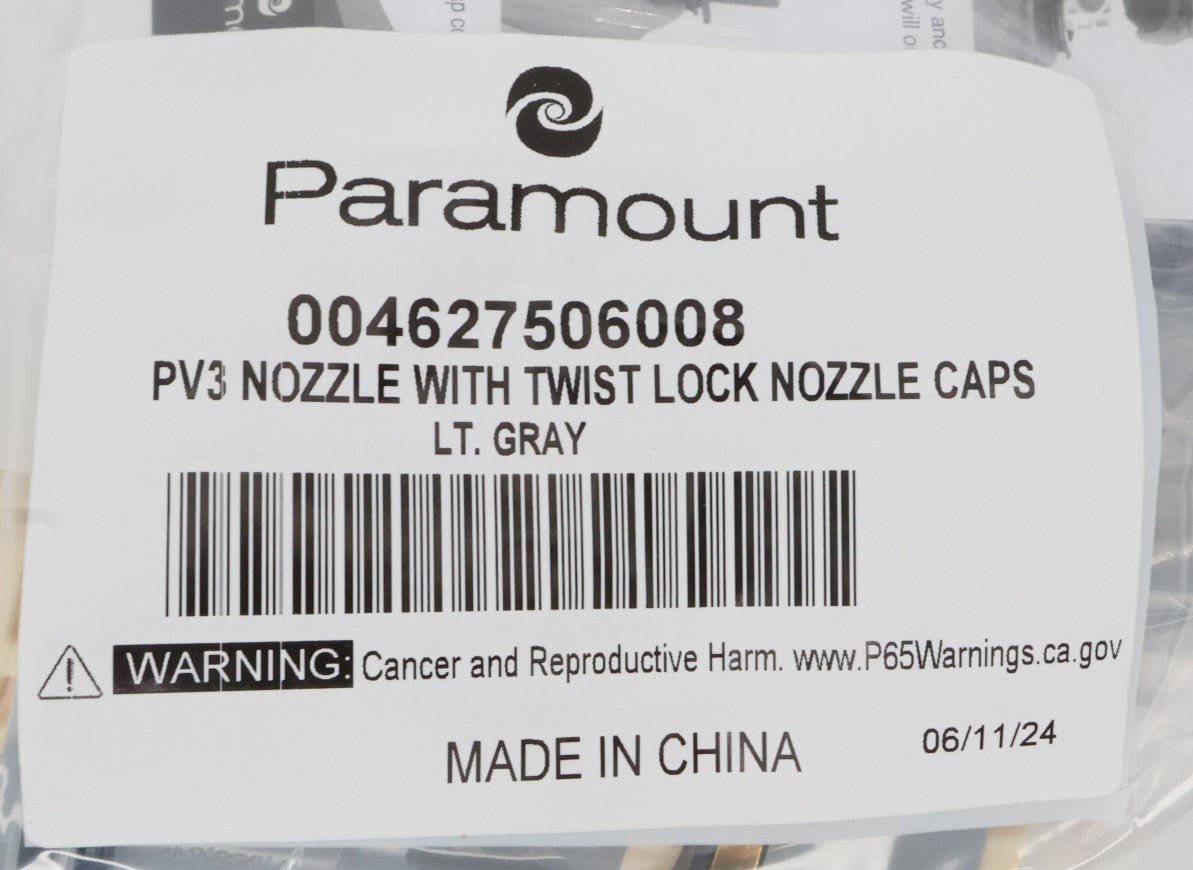 Paramount
004627506008
PV3 NOZZLE WITH TWIST LOCK NOZZLE CAPS
LT. GRAY
WARNING: Cancer and Reproductive Harm. www.P65Warnings.ca.gov
MADE IN CHINA
06/11/24